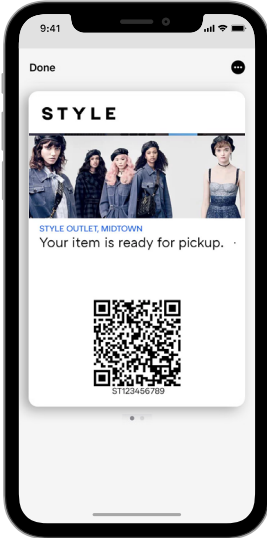 9:41
Done
STYLE
STYLE OUTLET, MIDTOWN
Your item is ready for pickup.
ST123456789